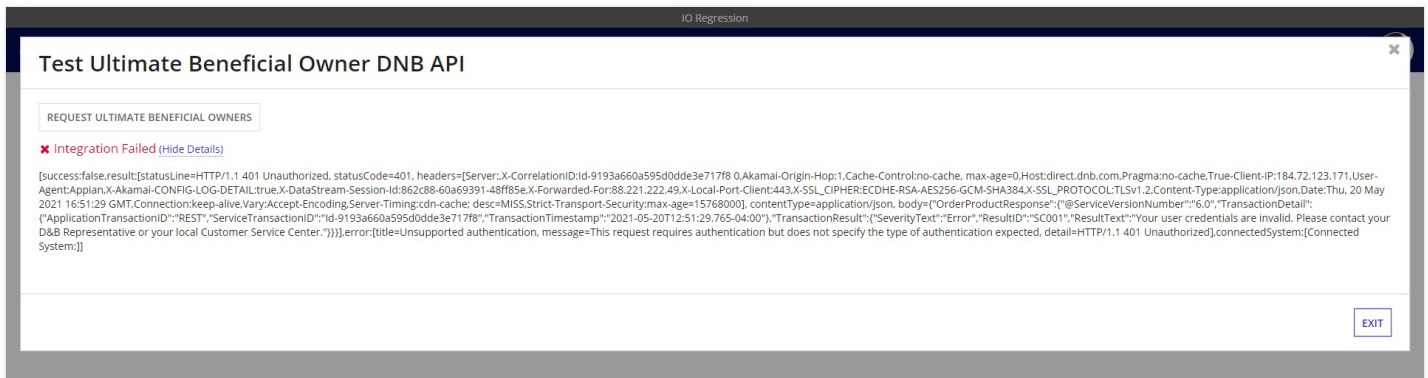 IO Regression
Test Ultimate Beneficial Owner DNB API
REQUEST ULTIMATE BENEFICIAL OWNERS
✖ Integration Failed (Hide Details)
[success:false,result:[statusLine=HTTP/1.1 401 Unauthorized, statusCode=401, headers=[Server:,X-CorrelationID:Id-9193a660a595d0dde3e717f8 0,Akamai-Origin-Hop:1,Cache-Control:no-cache, max-age=0,Host:direct.dnb.com,Pragma:no-cache,True-Client-IP:184.72.123.171,User-
Agent:Appian,X-Akamai-CONFIG-LOG-DETAIL:true,X-DataStream-Session-Id:862c88-60a69391-48ff85e,X-Forwarded-For:88.221.222.49,X-Local-Port-Client:443,X-SSL_CIPHER:ECDHE-RSA-AES256-GCM-SHA384,X-SSL_PROTOCOL:TLSv1.2,Content-Type:application/json,Date:Thu, 20 May
2021 16:51:29 GMT,Connection:keep-alive,Vary:Accept-Encoding,Server-Timing:cdn-cache; desc=MISS,Strict-Transport-Security:max-age=15768000], contentType=application/json, body={"OrderProductResponse":{"@ServiceVersionNumber":"6.0","TransactionDetail":
{"ApplicationTransactionID":"REST","ServiceTransactionID":"Id-9193a660a595d0dde3e717f8","TransactionTimestamp":"2021-05-20T12:51:29.765-04:00"},"TransactionResult":{"SeverityText":"Error","ResultID":"SC001","ResultText":"Your user credentials are invalid. Please contact your
D&B Representative or your local Customer Service Center."}}}],error:[title=Unsupported authentication, message=This request requires authentication but does not specify the type of authentication expected, detail=HTTP/1.1 401 Unauthorized],connectedSystem:[Connected
System:]]
EXIT